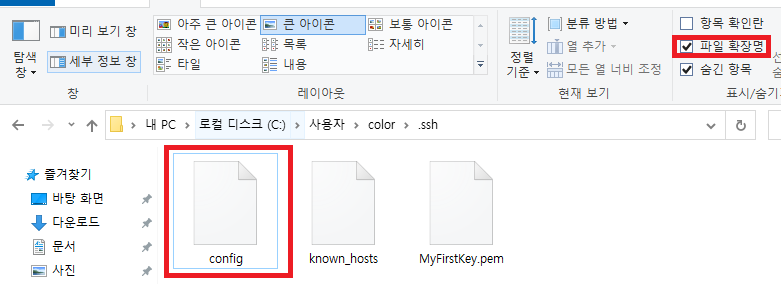 미리 보기 창
탐색
창
세부 정보 창
창
아주 큰 아이콘
큰 아이콘
보통 아이콘
작은 아이콘
목록
자세히
타일
내용
레이아웃
정렬
기준
분류 방법
열 추가
모든 열 너비 조정
현재 보기
항목 확인란
파일 확장명
숨긴 항목
표시/숨기
내 PC > 로컬 디스크 (C:) > 사용자 > color > .ssh
즐겨찾기
바탕 화면
다운로드
문서
사진
config
known_hosts
MyFirstKey.pem